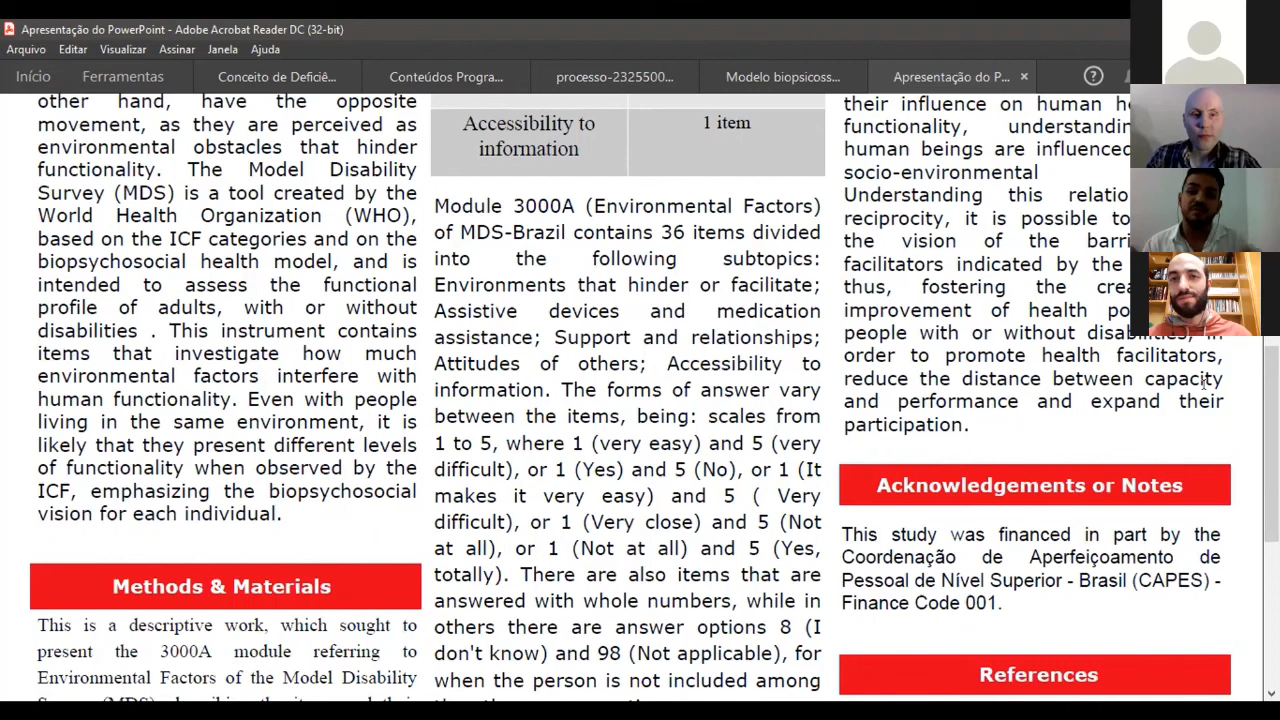 Apresentação do PowerPoint - Adobe Acrobat Reader DC (32-bit)
Arquivo Editar Visualizar Assinar Janela Ajuda
Início Ferramentas Conceito de Deficiê... Conteúdos Progra... processo-2325500... Modelo biopsicoss... Apresentação do P... ×
other hand, have the opposite
movement, as they are perceived as
environmental obstacles that hinder
functionality. The Model Disability
Survey (MDS) is a tool created by the
World Health Organization (WHO),
based on the ICF categories and on the
biopsychosocial health model, and is
intended to assess the functional
profile of adults, with or without
disabilities . This instrument contains
items that investigate how much
environmental factors interfere with
human functionality. Even with people
living in the same environment, it is
likely that they present different levels
of functionality when observed by the
ICF, emphasizing the biopsychosocial
vision for each individual.
Methods & Materials
This is a descriptive work, which sought to
present the 3000A module referring to
Environmental Factors of the Model Disability
Accessibility to
information
1 item
Module 3000A (Environmental Factors)
of MDS-Brazil contains 36 items divided
into the following subtopics:
Environments that hinder or facilitate;
Assistive devices and medication
assistance; Support and relationships;
Attitudes of others; Accessibility to
information. The forms of answer vary
between the items, being: scales from
1 to 5, where 1 (very easy) and 5 (very
difficult), or 1 (Yes) and 5 (No), or 1 (It
makes it very easy) and 5 ( Very
difficult), or 1 (Very close) and 5 (Not
at all), or 1 (Not at all) and 5 (Yes,
totally). There are also items that are
answered with whole numbers, while in
others there are answer options 8 (I
don't know) and 98 (Not applicable), for
when the person is not included among
their influence on human
functionality,
human beings are influenced
socio-environmental
Understanding this
reciprocity, it is possible to
the vision of the
facilitators indicated by the
thus, fostering the
improvement of health
people with or without in
order to promote health facilitators,
reduce the distance between capacity
and performance and expand their
participation.
Acknowledgements or Notes
This study was financed in part by the
Coordenação de Aperfeiçoamento de
Pessoal de Nível Superior - Brasil (CAPES) -
Finance Code 001.
References